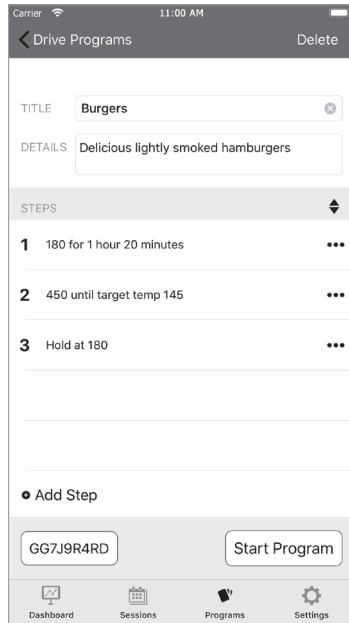 Carrier 11:00 AM
Drive Programs Delete
TITLE Burgers
DETAILS Delicious lightly smoked hamburgers
STEPS
1 180 for 1 hour 20 minutes
2 450 until target temp 145
3 Hold at 180
Add Step
GG7J9R4RD Start Program
Dashboard Sessions Programs Settings